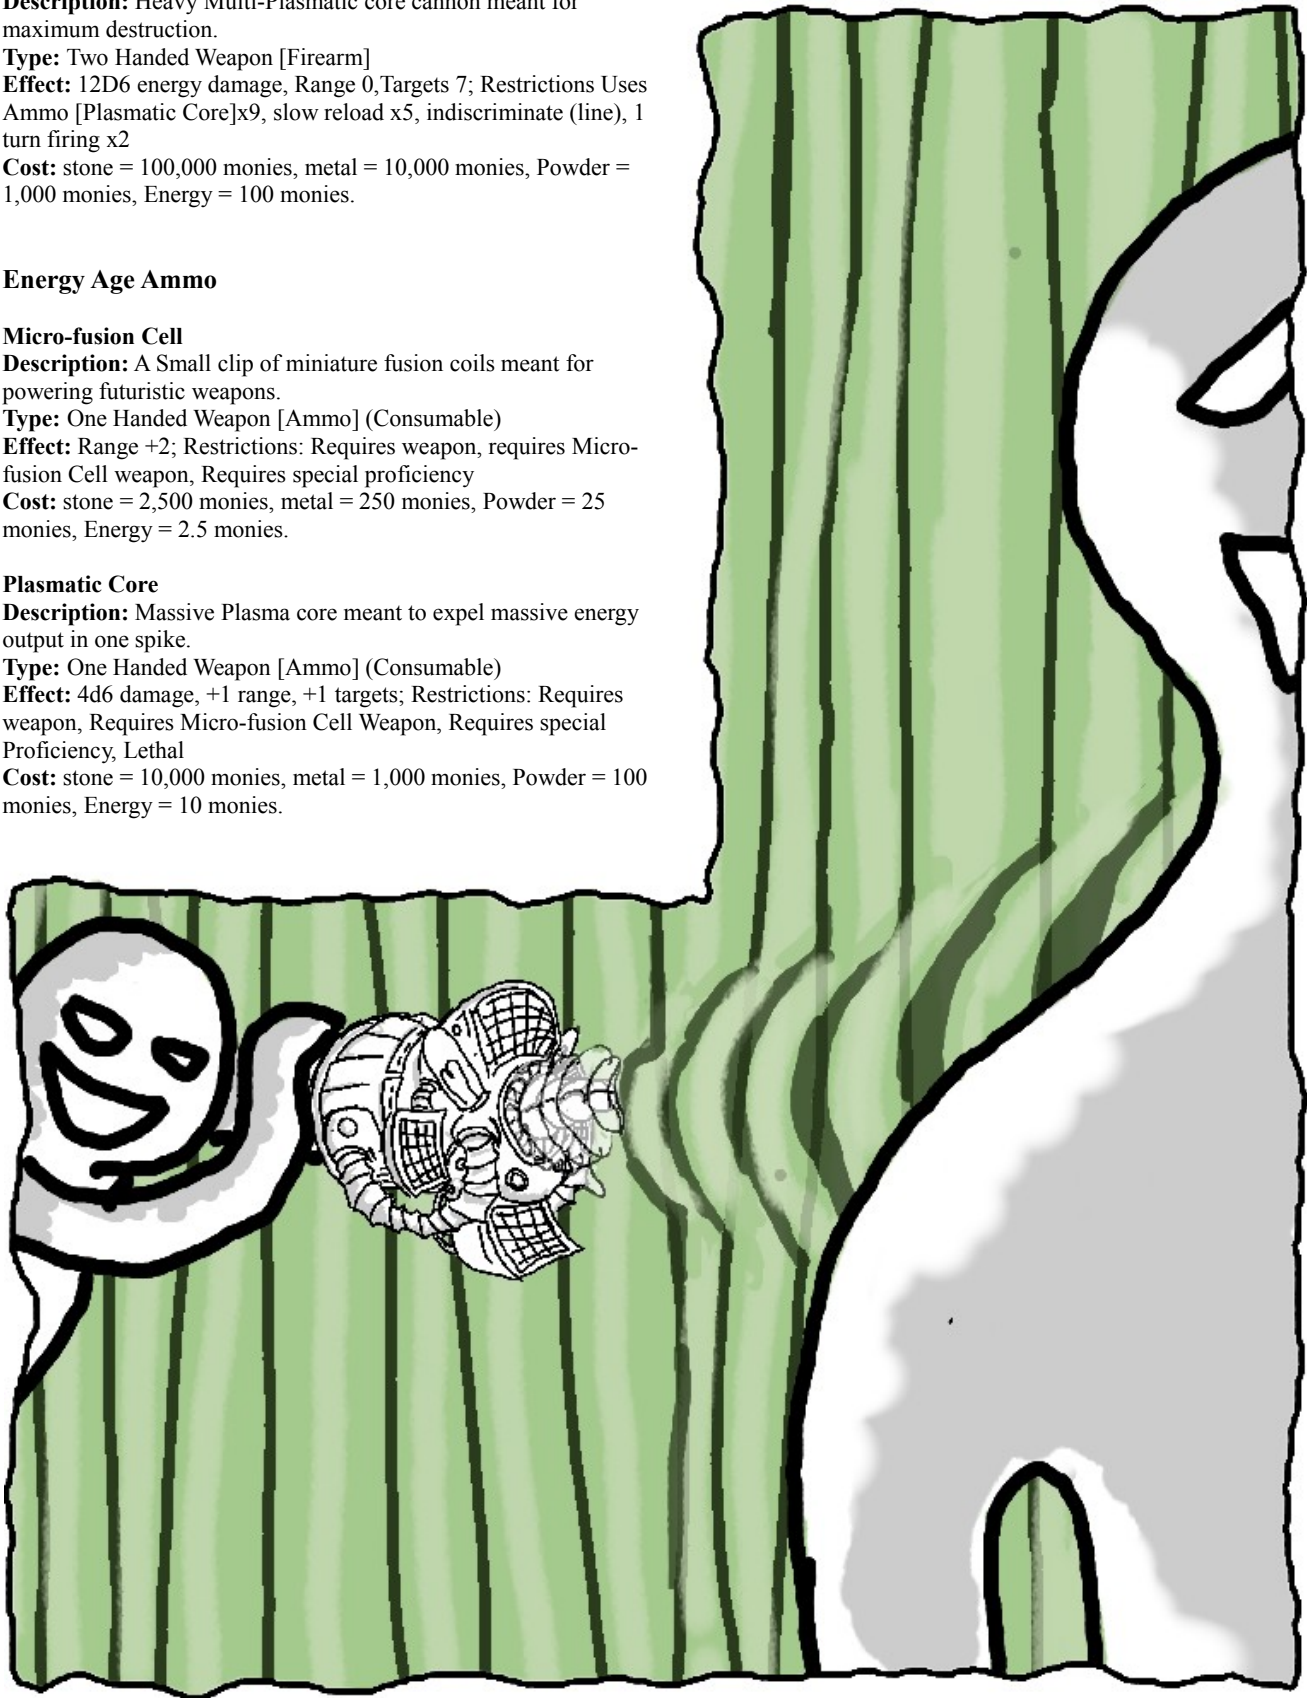 Description: Heavy Multi-Plasmatic core cannon meant for
maximum destruction.
Type: Two Handed Weapon [Firearm]
Effect: 12D6 energy damage, Range 0,Targets 7; Restrictions Uses
Ammo [Plasmatic Core]x9, slow reload x5, indiscriminate (line), 1
turn firing x2
Cost: stone = 100,000 monies, metal = 10,000 monies, Powder =
1,000 monies, Energy = 100 monies.
Energy Age Ammo
Micro-fusion Cell
Description: A Small clip of miniature fusion coils meant for
powering futuristic weapons.
Type: One Handed Weapon [Ammo] (Consumable)
Effect: Range +2; Restrictions: Requires weapon, requires Micro-
fusion Cell weapon, Requires special proficiency
Cost: stone = 2,500 monies, metal = 250 monies, Powder = 25
monies, Energy = 2.5 monies.
Plasmatic Core
Description: Massive Plasma core meant to expel massive energy
output in one spike.
Type: One Handed Weapon [Ammo] (Consumable)
Effect: 4d6 damage, +1 range, +1 targets; Restrictions: Requires
weapon, Requires Micro-fusion Cell Weapon, Requires special
Proficiency, Lethal
Cost: stone = 10,000 monies, metal = 1,000 monies, Powder = 100
monies, Energy = 10 monies.